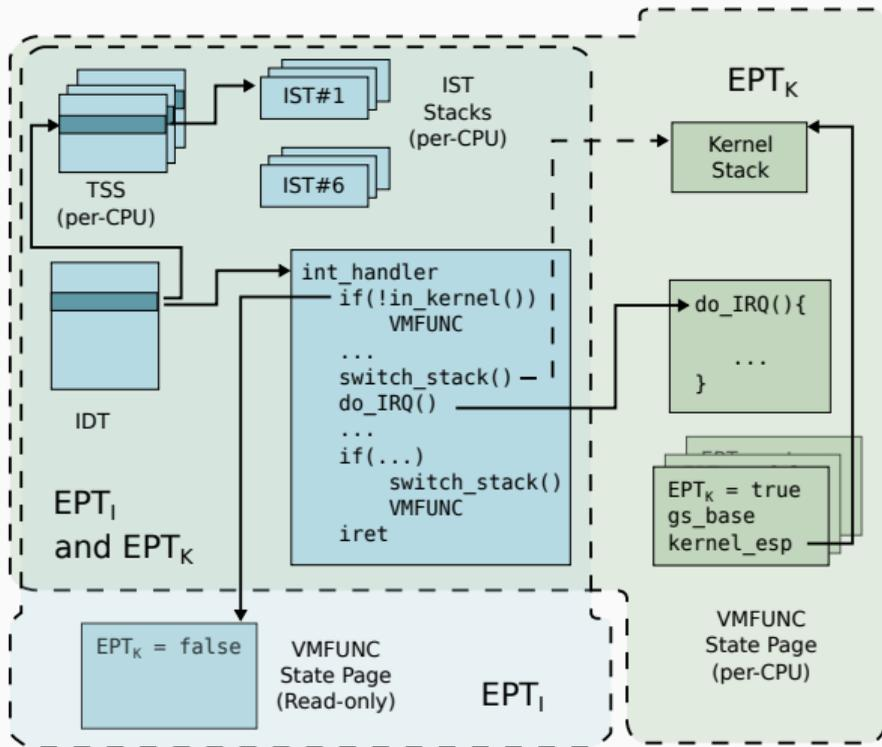 EPTK
IST#1
IST
Stacks
(per-CPU)
Kernel
Stack
IST#6
TSS
(per-CPU)
int_handler
if(!in_kernel())
VMFUNC
...
switch_stack()
do_IRQ()
...
if(...)
switch_stack()
VMFUNC
iret
do_IRQ(){
...
}
IDT
EPTI
and EPTK
EPTK = true
gs_base
kernel_esp
VMFUNC
State Page
(per-CPU)
EPTK = false
VMFUNC
State Page
(Read-only)
EPTI